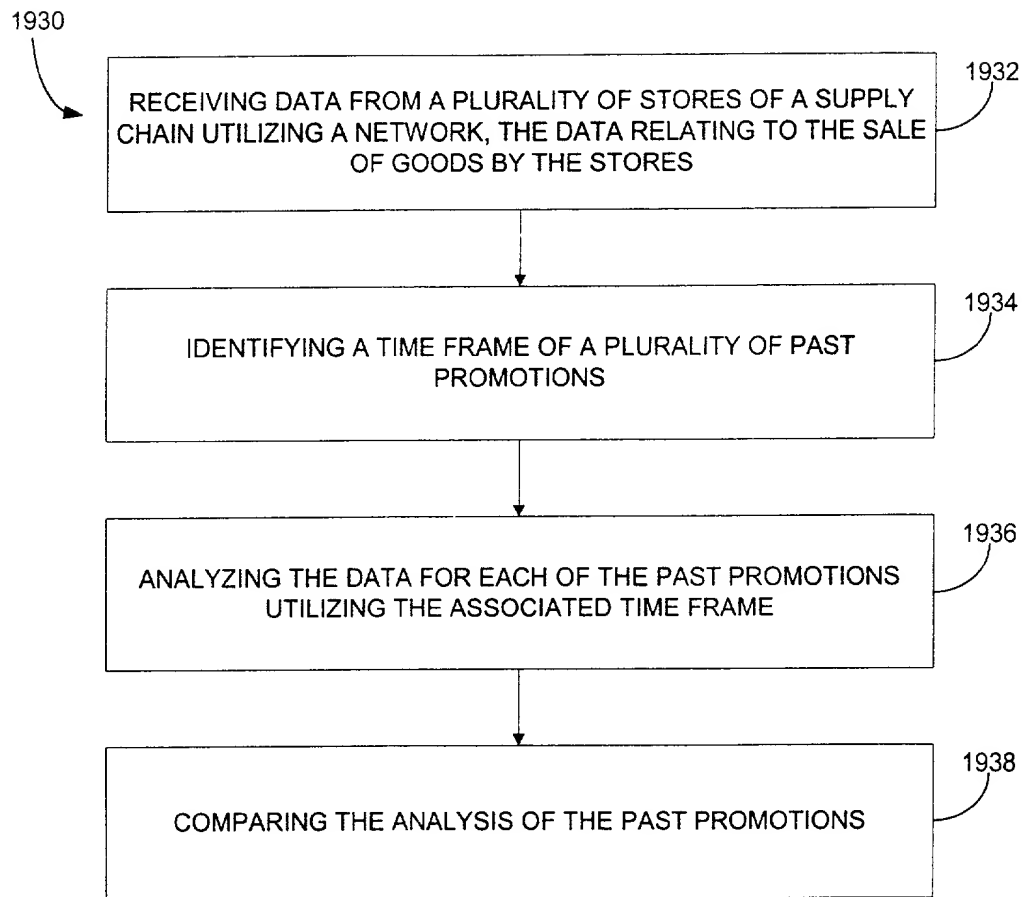 1930
1932
RECEIVING DATA FROM A PLURALITY OF STORES OF A SUPPLY
CHAIN UTILIZING A NETWORK, THE DATA RELATING TO THE SALE
OF GOODS BY THE STORES
1934
IDENTIFYING A TIME FRAME OF A PLURALITY OF PAST
PROMOTIONS
1936
ANALYZING THE DATA FOR EACH OF THE PAST PROMOTIONS
UTILIZING THE ASSOCIATED TIME FRAME
1938
COMPARING THE ANALYSIS OF THE PAST PROMOTIONS